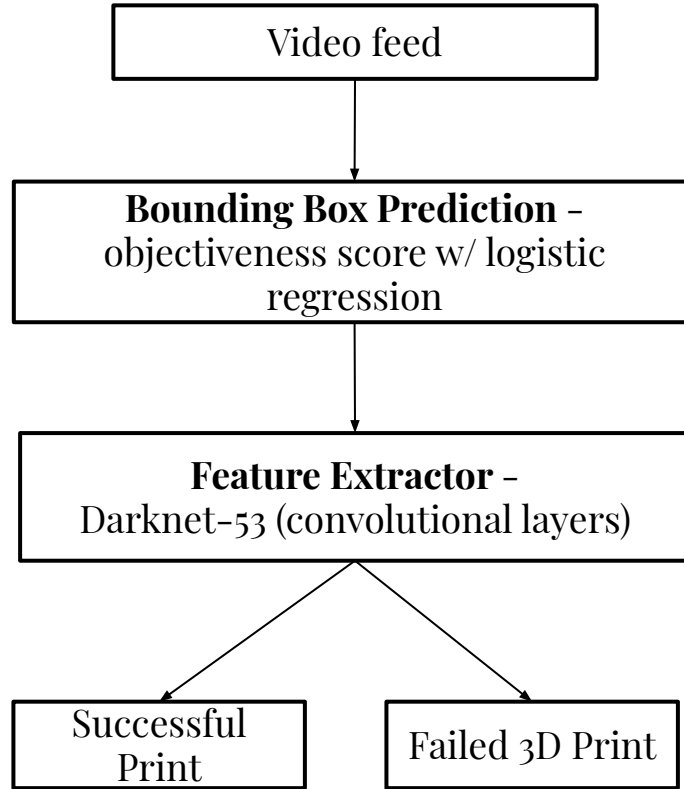 Video feed
Bounding Box Prediction -
objectiveness score w/ logistic
regression
Feature Extractor -
Darknet-53 (convolutional layers)
Successful
Print
Failed 3D Print